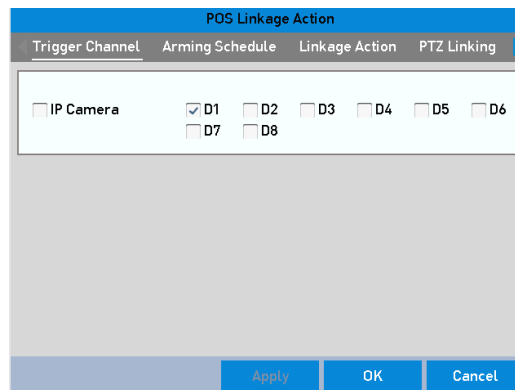 POS Linkage Action
Trigger Channel Arming Schedule Linkage Action PTZ Linking
IP Camera D1 D2 D3 D4 D5 D6
D7 D8
Apply OK Cancel